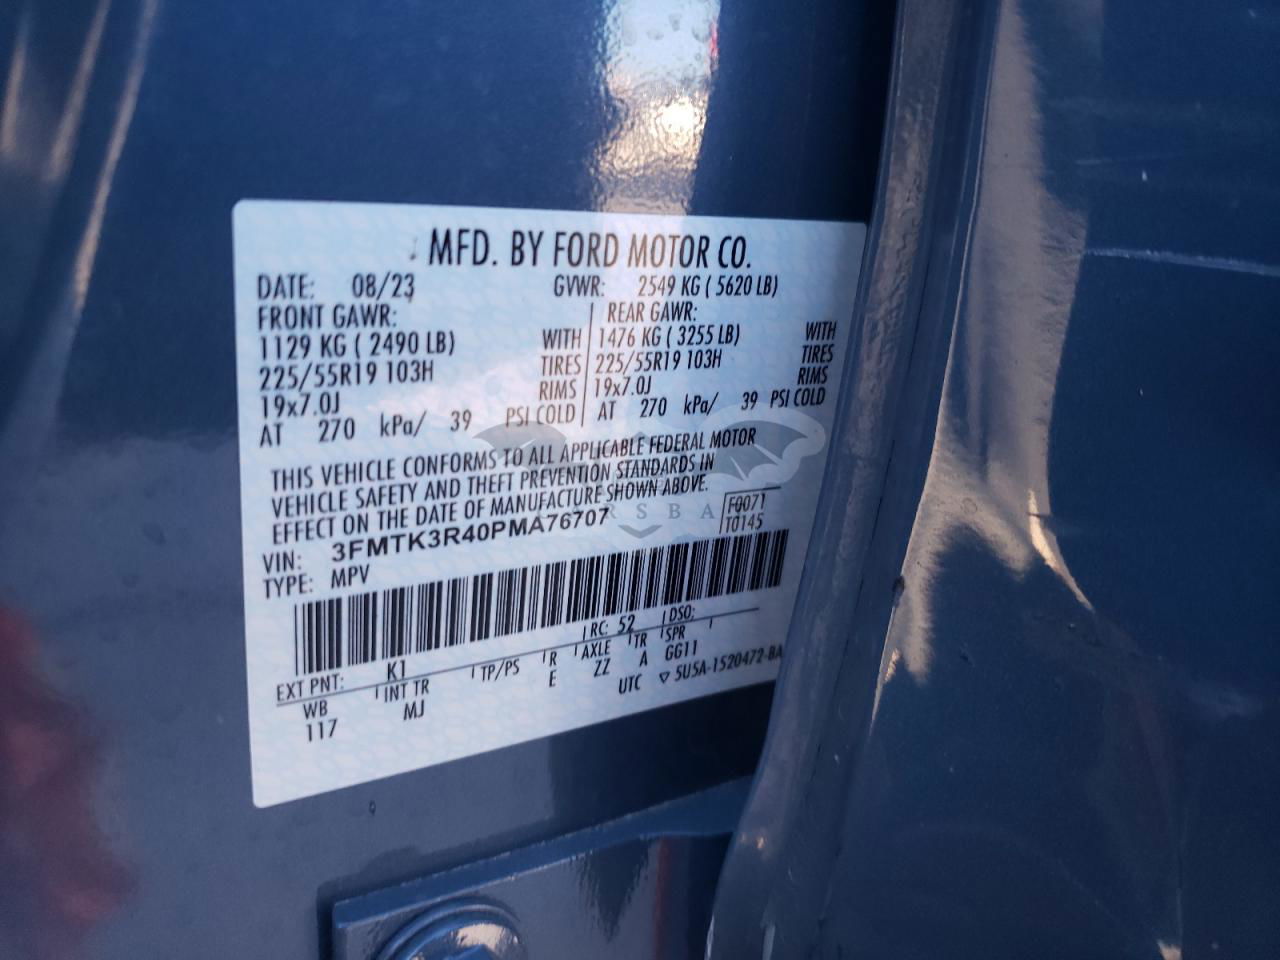 MFD. BY FORD MOTOR CO.
DATE: 08/23 GVWR: 2549 KG ( 5620 LB)
FRONT GAWR: REAR GAWR:
1129 KG ( 2490 LB) WITH 1476 KG ( 3255 LB) WITH
225/55R19 103H TIRES 225/55R19 103H TIRES
19x7.0J RIMS 19x7.0J RIMS
AT 270 kPa/ 39 PSI COLD AT 270 kPa/ 39 PSI COLD
THIS VEHICLE CONFORMS TO ALL APPLICABLE FEDERAL MOTOR
VEHICLE SAFETY AND THEFT PREVENTION STANDARDS IN
EFFECT ON THE DATE OF MANUFACTURE SHOWN ABOVE.
F0071
T0145
VIN: 3FMTK3R40PMA76707
TYPE: MPV
EXT PNT: K1 RC: 52 DSO:
WB INT TR TP/PS R AXLE TR SPR
117 MJ E ZZ A GG11
UTC ▽ 5U5A-1520472-BA